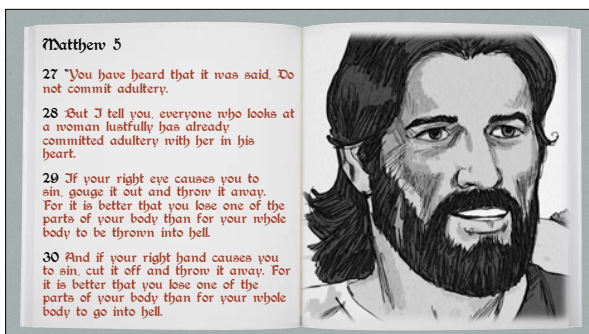 Matthew 5
27 "You have heard that it was said, Do
not commit adultery.
28 But I tell you, everyone who looks at
a woman lustfully has already
committed adultery with her in his
heart.
29 If your right eye causes you to
sin, gouge it out and throw it away.
For it is better that you lose one of the
parts of your body than for your whole
body to be thrown into hell.
30 And if your right hand causes you
to sin, cut it off and throw it away. For
it is better that you lose one of the
parts of your body than for your whole
body to go into hell.